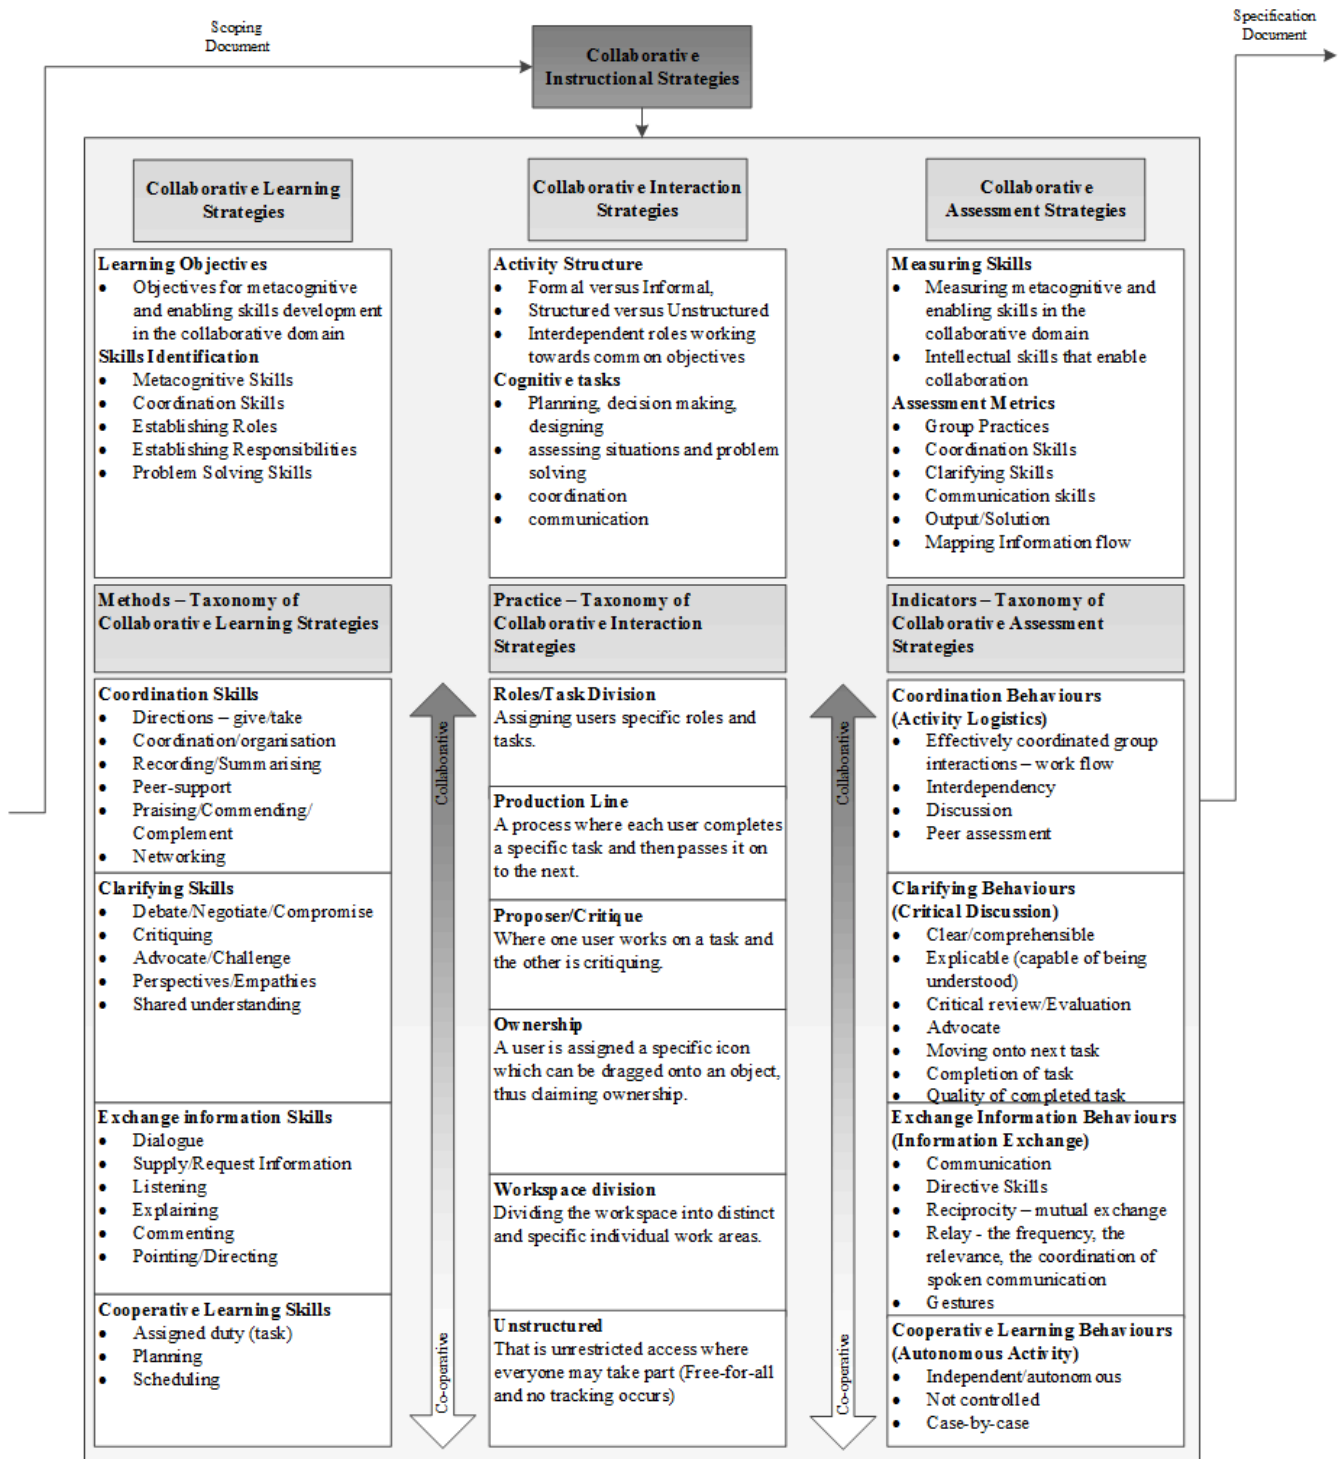 Scoping
Document
Specification
Document
Collaborative
Instructional Strategies
Collaborative Learning
Strategies
Learning Objectives
• Objectives for metacognitive
and enabling skills development
in the collaborative domain
Skills Identification
• Metacognitive Skills
• Coordination Skills
• Establishing Roles
• Establishing Responsibilities
• Problem Solving Skills
Methods – Taxonomy of
Collaborative Learning Strategies
Coordination Skills
• Directions – give/take
• Coordination/organisation
• Recording/Summarising
• Peer-support
• Praising/Commending/
Complement
• Networking
Clarifying Skills
• Debate/Negotiate/Compromise
• Critiquing
• Advocate/Challenge
• Perspectives/Empathies
• Shared understanding
Exchange information Skills
• Dialogue
• Supply/Request Information
• Listening
• Explaining
• Commenting
• Pointing/Directing
Cooperative Learning Skills
• Assigned duty (task)
• Planning
• Scheduling
Collaborative
Co-operative
Collaborative Interaction
Strategies
Activity Structure
• Formal versus Informal,
• Structured versus Unstructured
• Interdependent roles working
towards common objectives
Cognitive tasks
• Planning, decision making,
designing
• assessing situations and problem
solving
• coordination
• communication
Practice – Taxonomy of
Collaborative Interaction
Strategies
Roles/Task Division
Assigning users specific roles and
tasks.
Production Line
A process where each user completes
a specific task and then passes it on
to the next.
Proposer/Critique
Where one user works on a task and
the other is critiquing.
Ownership
A user is assigned a specific icon
which can be dragged onto an object,
thus claiming ownership.
Workspace division
Dividing the workspace into distinct
and specific individual work areas.
Unstructured
That is unrestricted access where
everyone may take part (Free-for-all
and no tracking occurs)
Collaborative
Co-operative
Collaborative
Assessment Strategies
Measuring Skills
• Measuring metacognitive and
enabling skills in the
collaborative domain
• Intellectual skills that enable
collaboration
Assessment Metrics
• Group Practices
• Coordination Skills
• Clarifying Skills
• Communication skills
• Output/Solution
• Mapping Information flow
Indicators – Taxonomy of
Collaborative Assessment
Strategies
Coordination Behaviours
(Activity Logistics)
• Effectively coordinated group
interactions – work flow
• Interdependency
• Discussion
• Peer assessment
Clarifying Behaviours
(Critical Discussion)
• Clear/comprehensible
• Explicable (capable of being
understood)
• Critical review/Evaluation
• Advocate
• Moving onto next task
• Completion of task
• Quality of completed task
Exchange Information Behaviours
(Information Exchange)
• Communication
• Directive Skills
• Reciprocity – mutual exchange
• Relay - the frequency, the
relevance, the coordination of
spoken communication
• Gestures
Cooperative Learning Behaviours
(Autonomous Activity)
• Independent/autonomous
• Not controlled
• Case-by-case